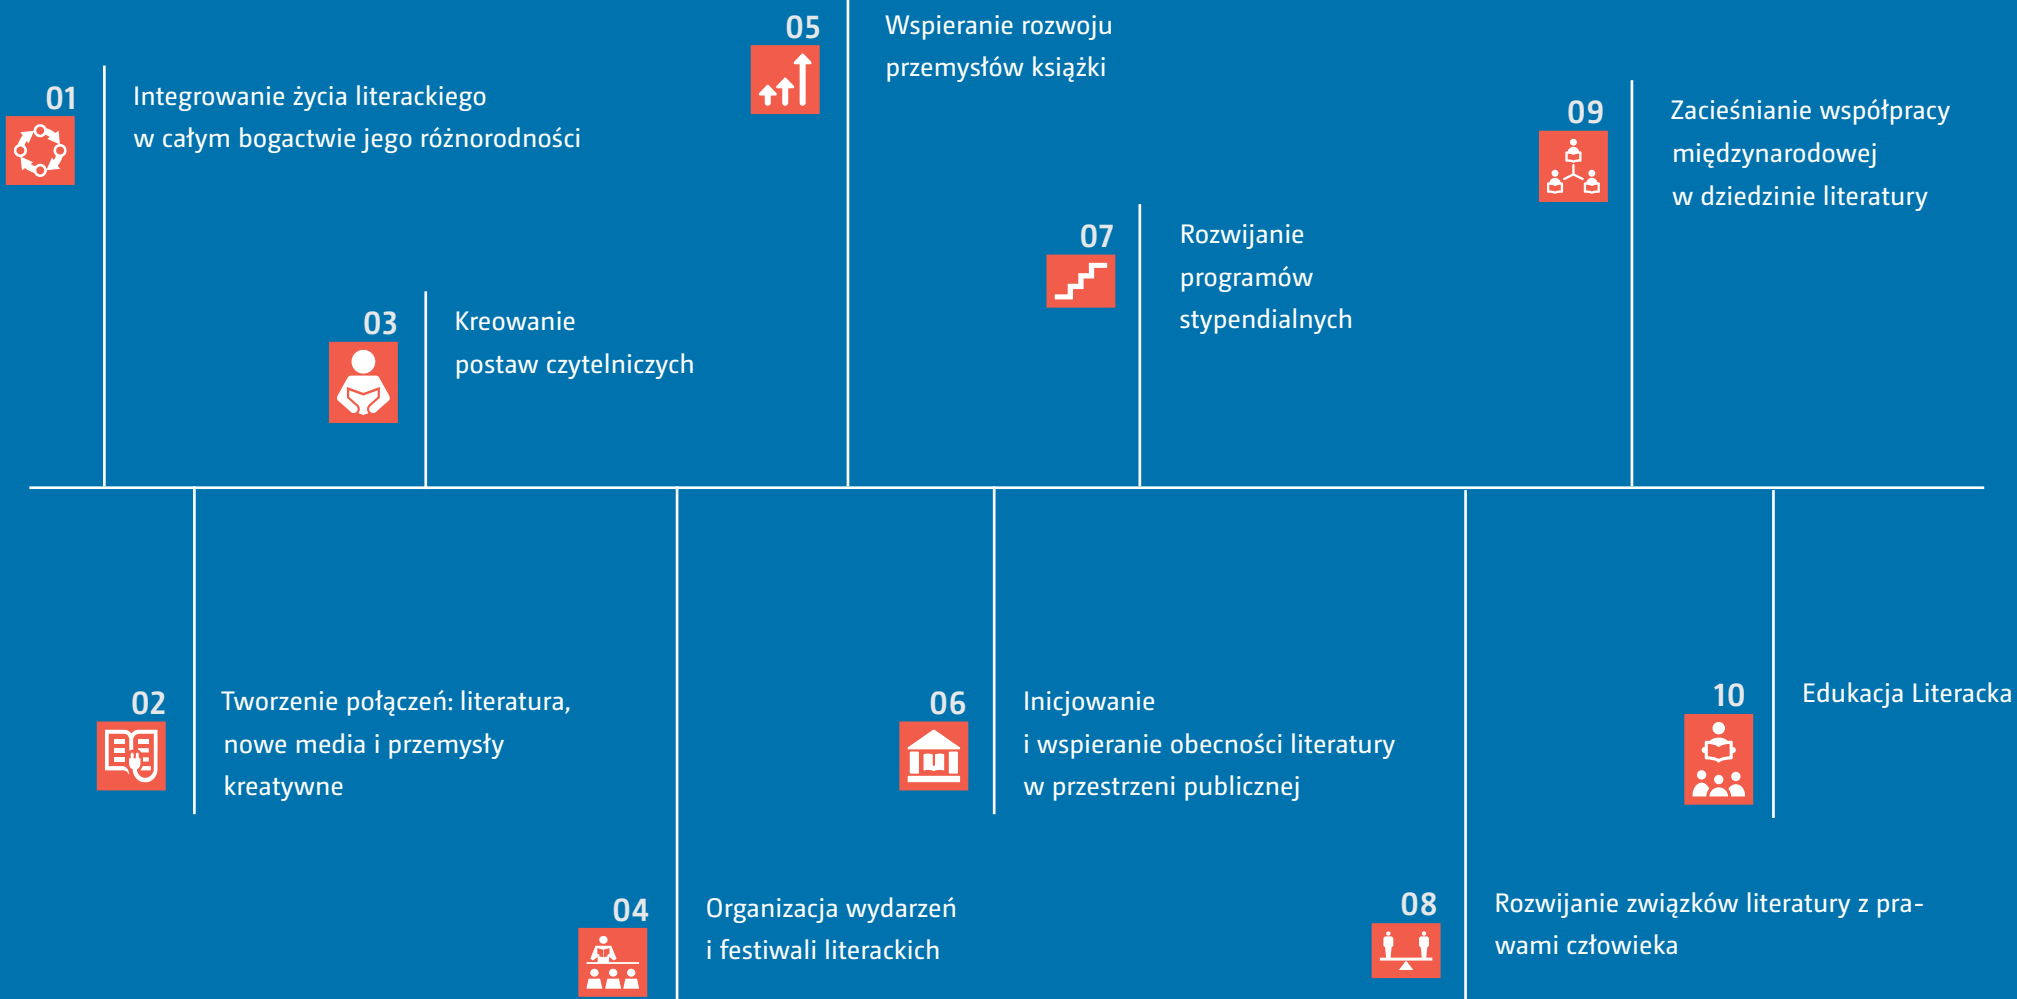 01
Integrowanie życia literackiego
w całym bogactwie jego różnorodności
02
Tworzenie połączeń: literatura,
nowe media i przemysły
kreatywne
03
Kreowanie
postaw czytelniczych
04
Organizacja wydarzeń
i festiwali literackich
05
Wspieranie rozwoju
przemysłów książki
06
Inicjowanie
i wspieranie obecności literatury
w przestrzeni publicznej
07
Rozwijanie
programów
stypendialnych
08
Rozwijanie związków literatury z pra-
wami człowieka
09
Zacieśnianie współpracy
międzynarodowej
w dziedzinie literatury
10
Edukacja Literacka